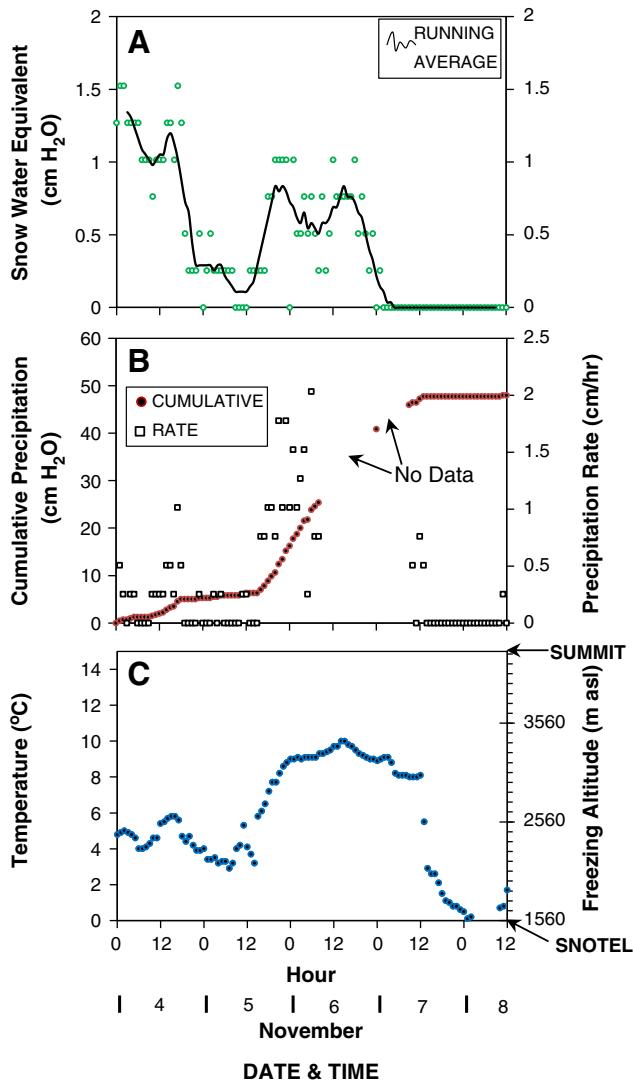 A
RUNNING
AVERAGE
Snow Water Equivalent
(cm H2O)
2
1.5
1
0.5
0
2
1.5
1
0.5
0
B
CUMULATIVE
RATE
No Data
Cumulative Precipitation
(cm H2O)
60
50
40
30
20
10
0
2.5
2
1.5
1
0.5
0
Precipitation Rate (cm/hr)
C
SUMMIT
Temperature (ºC)
14
12
10
8
6
4
2
0
3560
2560
1560
Freezing Altitude (m asl)
SNOTEL
0 12 0 12 0 12 0 12 0 12
Hour
4 5 6 7 8
November
DATE & TIME